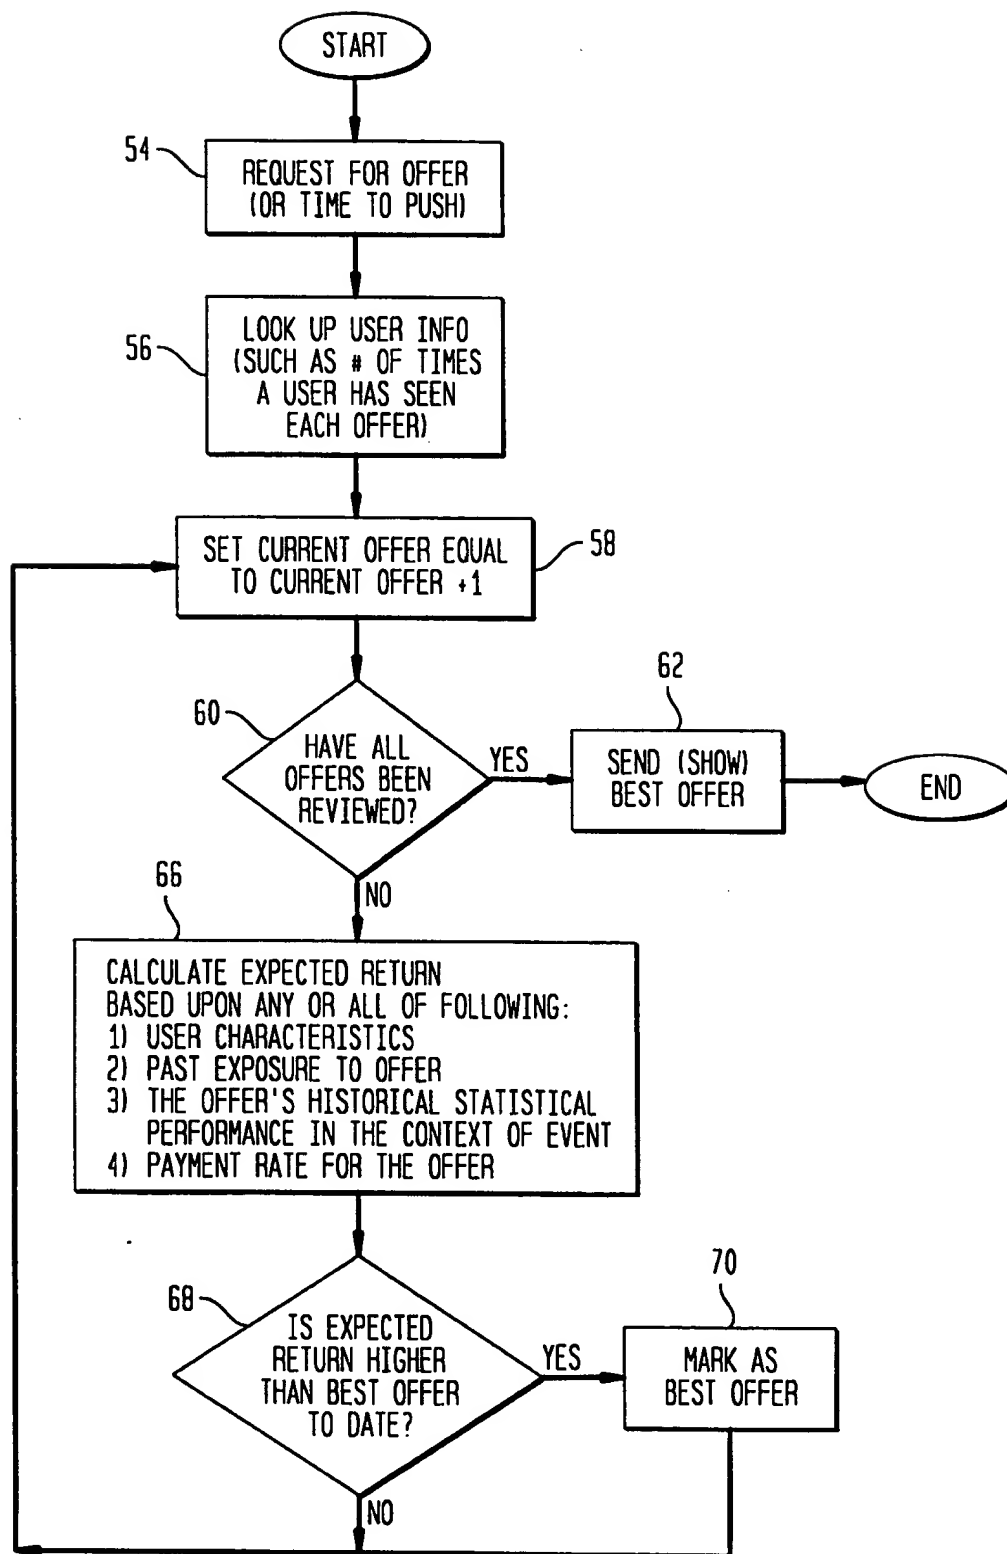 START
54
REQUEST FOR OFFER
(OR TIME TO PUSH)
56
LOOK UP USER INFO
(SUCH AS # OF TIMES
A USER HAS SEEN
EACH OFFER)
SET CURRENT OFFER EQUAL
TO CURRENT OFFER +1
58
60
HAVE ALL
OFFERS BEEN
REVIEWED?
YES
62
SEND (SHOW)
BEST OFFER
END
NO
66
CALCULATE EXPECTED RETURN
BASED UPON ANY OR ALL OF FOLLOWING:
1) USER CHARACTERISTICS
2) PAST EXPOSURE TO OFFER
3) THE OFFER'S HISTORICAL STATISTICAL
PERFORMANCE IN THE CONTEXT OF EVENT
4) PAYMENT RATE FOR THE OFFER
68
IS EXPECTED
RETURN HIGHER
THAN BEST OFFER
TO DATE?
YES
70
MARK AS
BEST OFFER
NO